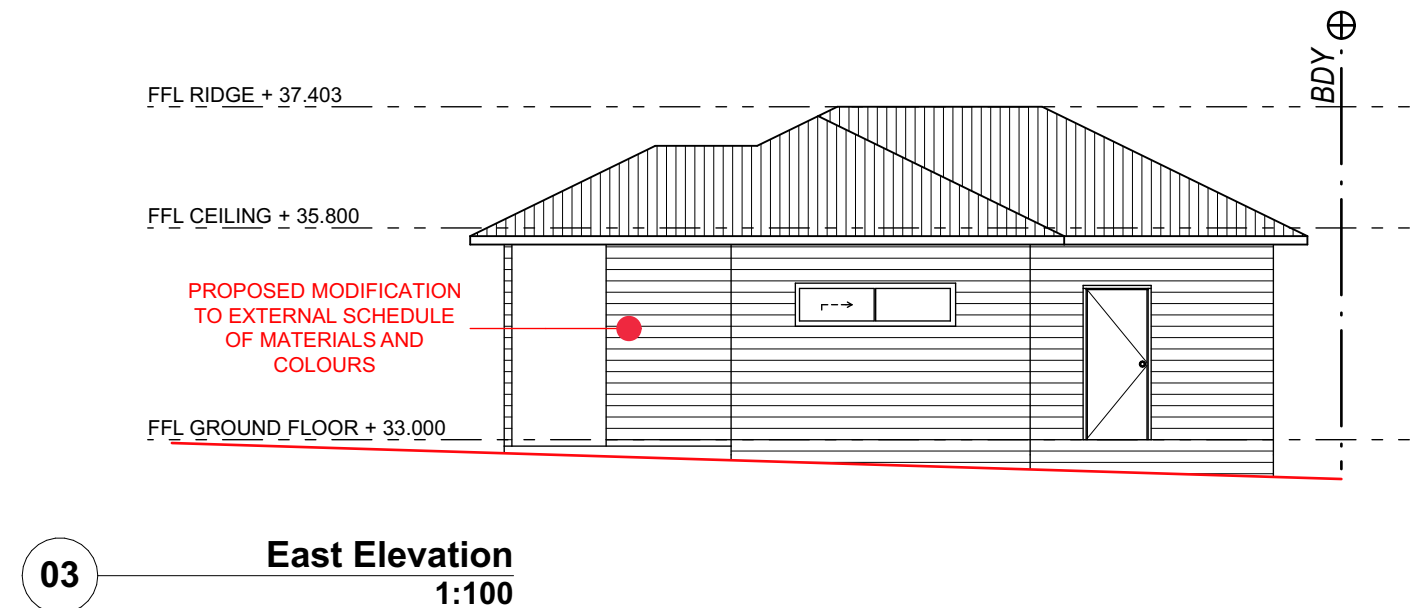 BDY
FFL RIDGE + 37.403
FFL CEILING + 35.800
PROPOSED MODIFICATION
TO EXTERNAL SCHEDULE
OF MATERIALS AND
COLOURS
FFL GROUND FLOOR + 33.000
03
East Elevation
1:100